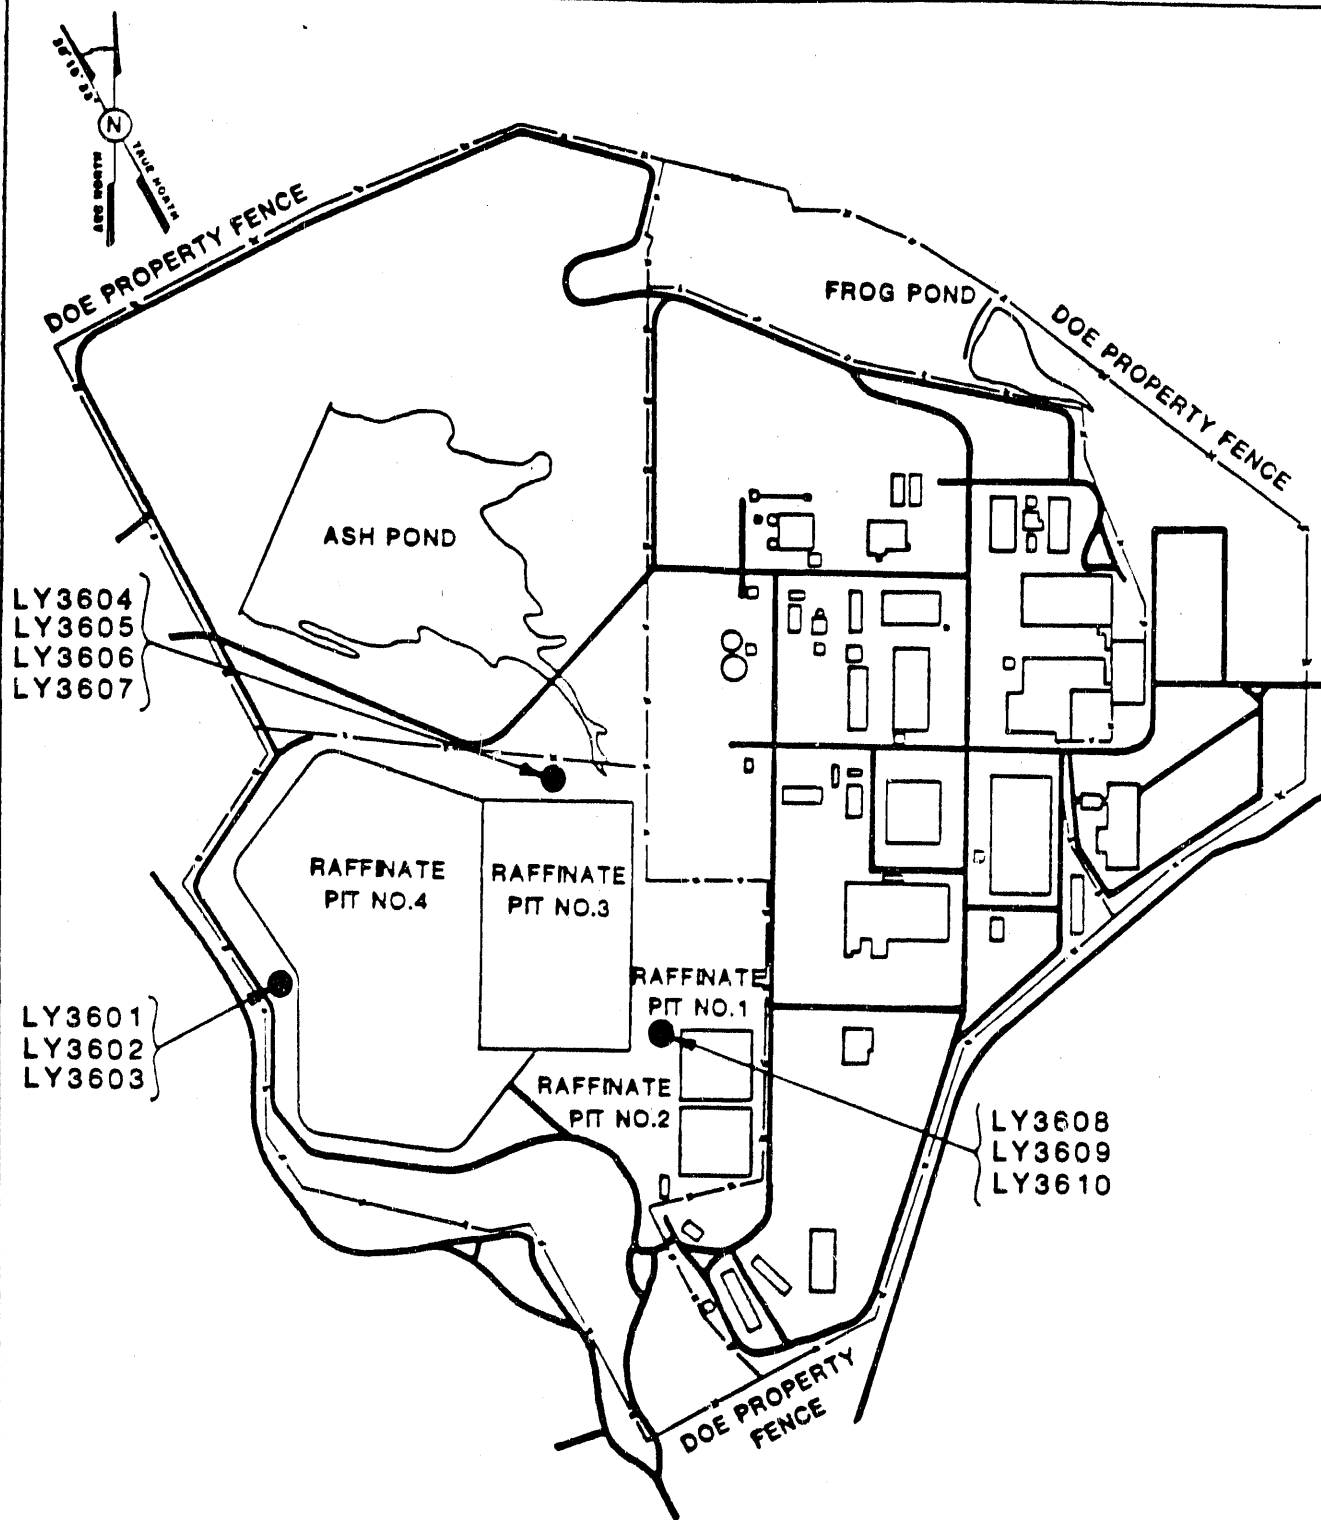 N
TRUE NORTH
DOE PROPERTY FENCE
FROG POND
DOE PROPERTY FENCE
ASH POND
LY3604
LY3605
LY3606
LY3607
RAFFINATE
PIT NO.4
RAFFINATE
PIT NO.3
RAFFINATE
PIT NO.1
LY3601
LY3602
LY3603
RAFFINATE
PIT NO.2
LY3608
LY3609
LY3610
DOE PROPERTY
FENCE